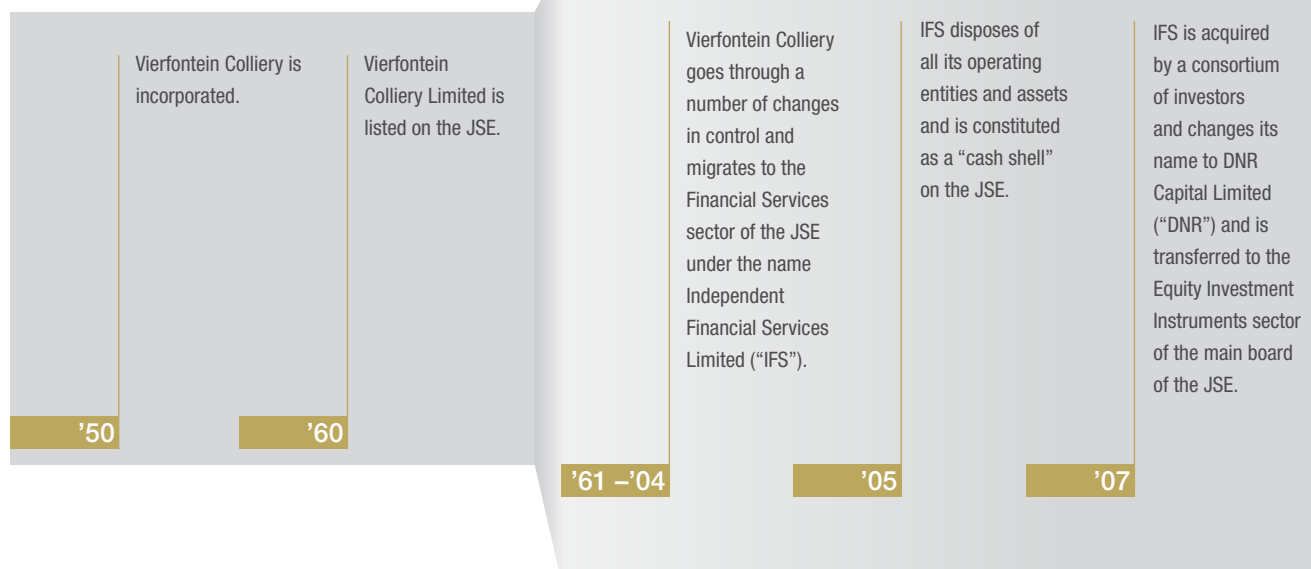 Vierfontein Colliery is
incorporated.
’50
Vierfontein
Colliery Limited is
listed on the JSE.
’60
Vierfontein Colliery
goes through a
number of changes
in control and
migrates to the
Financial Services
sector of the JSE
under the name
Independent
Financial Services
Limited (“IFS”).
’61 –’04
IFS disposes of
all its operating
entities and assets
and is constituted
as a “cash shell”
on the JSE.
’05
IFS is acquired
by a consortium
of investors
and changes its
name to DNR
Capital Limited
(“DNR”) and is
transferred to the
Equity Investment
Instruments sector
of the main board
of the JSE.
’07